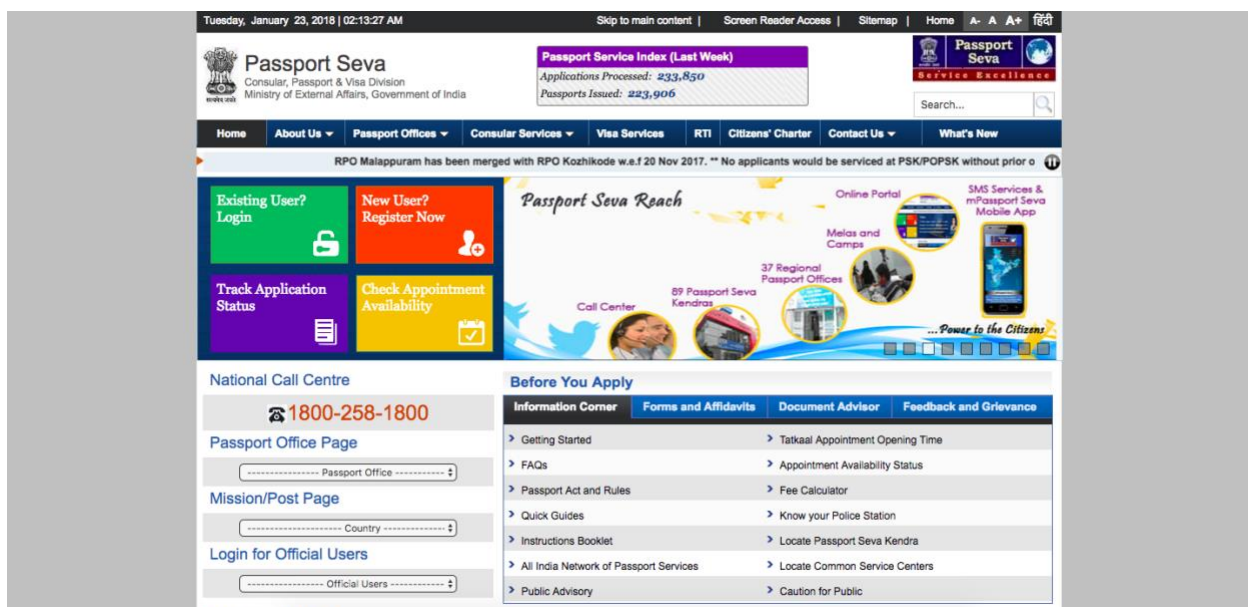 Tuesday, January 23, 2018 | 02:13:27 AM
Skip to main content | Screen Reader Access | Sitemap | Home A- A A+ हिंदी
Passport Seva
Consular, Passport & Visa Division
Ministry of External Affairs, Government of India
सत्यमेव जयते
Passport Service Index (Last Week)
Applications Processed: 233,850
Passports Issued: 223,906
Passport
Seva
Service Excellence
Search...
Home About Us Passport Offices Consular Services Visa Services RTI Citizens' Charter Contact Us What's New
RPO Malappuram has been merged with RPO Kozhikode w.e.f 20 Nov 2017. ** No applicants would be serviced at PSK/POPSK without prior o
Existing User?
Login
New User?
Register Now
Track Application
Status
Check Appointment
Availability
Passport Seva Reach
Call Center
89 Passport Seva
Kendras
37 Regional
Passport Offices
Melas and
Camps
Online Portal
SMS Services &
mPassport Seva
Mobile App
...Power to the Citizens
National Call Centre
1800-258-1800
Passport Office Page
---------------- Passport Office -----------
Mission/Post Page
---------------------- Country --------------
Login for Official Users
------------------ Official Users -----------
Before You Apply
Information Corner Forms and Affidavits Document Advisor Feedback and Grievance
Getting Started
FAQs
Passport Act and Rules
Quick Guides
Instructions Booklet
All India Network of Passport Services
Public Advisory
Tatkaal Appointment Opening Time
Appointment Availability Status
Fee Calculator
Know your Police Station
Locate Passport Seva Kendra
Locate Common Service Centers
Caution for Public